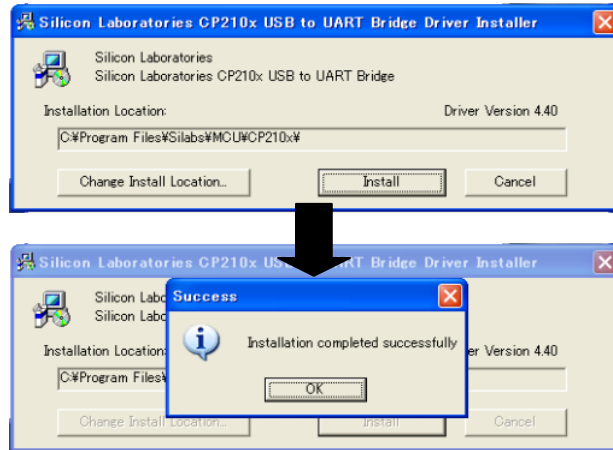 Silicon Laboratories CP210x USB to UART Bridge Driver Installer
Silicon Laboratories
Silicon Laboratories CP210x USB to UART Bridge
Installation Location:
Driver Version 4.40
C:¥Program Files¥Silabs¥MCU¥CP210x¥
Change Install Location...
Install
Cancel
Silicon Laboratories CP210x US RT Bridge Driver Installer
Silicon Labo
Silicon Labo
Success
Installation completed successfully
Installation Location:
er Version 4.40
C:¥Program Files¥
OK
Change Install Location...
Install
Cancel